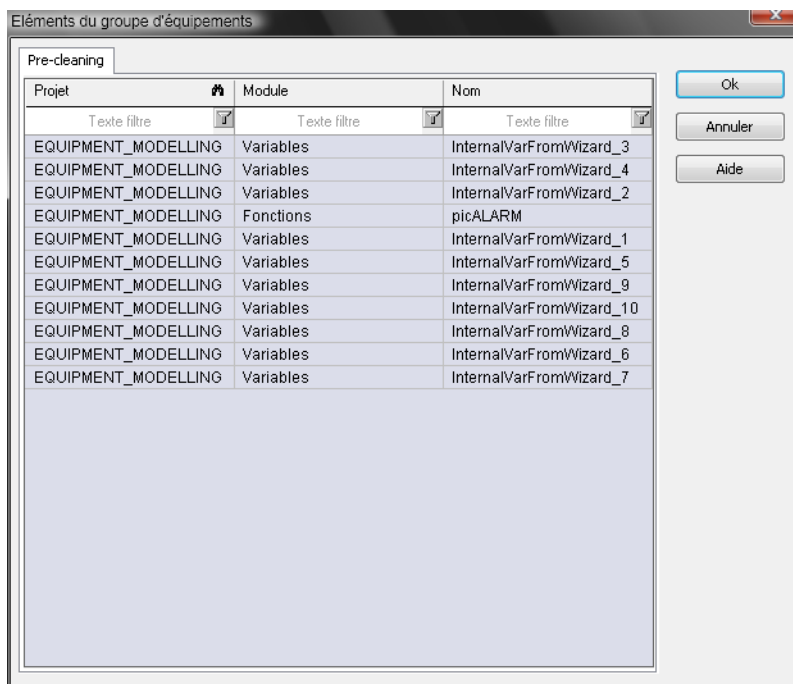 Eléments du groupe d'équipements
Pre-cleaning
Projet Module Nom
Texte filtre Texte filtre Texte filtre
EQUIPMENT_MODELLING Variables InternalVarFromWizard_3
EQUIPMENT_MODELLING Variables InternalVarFromWizard_4
EQUIPMENT_MODELLING Variables InternalVarFromWizard_2
EQUIPMENT_MODELLING Fonctions picALARM
EQUIPMENT_MODELLING Variables InternalVarFromWizard_1
EQUIPMENT_MODELLING Variables InternalVarFromWizard_5
EQUIPMENT_MODELLING Variables InternalVarFromWizard_9
EQUIPMENT_MODELLING Variables InternalVarFromWizard_10
EQUIPMENT_MODELLING Variables InternalVarFromWizard_8
EQUIPMENT_MODELLING Variables InternalVarFromWizard_6
EQUIPMENT_MODELLING Variables InternalVarFromWizard_7
Ok
Annuler
Aide